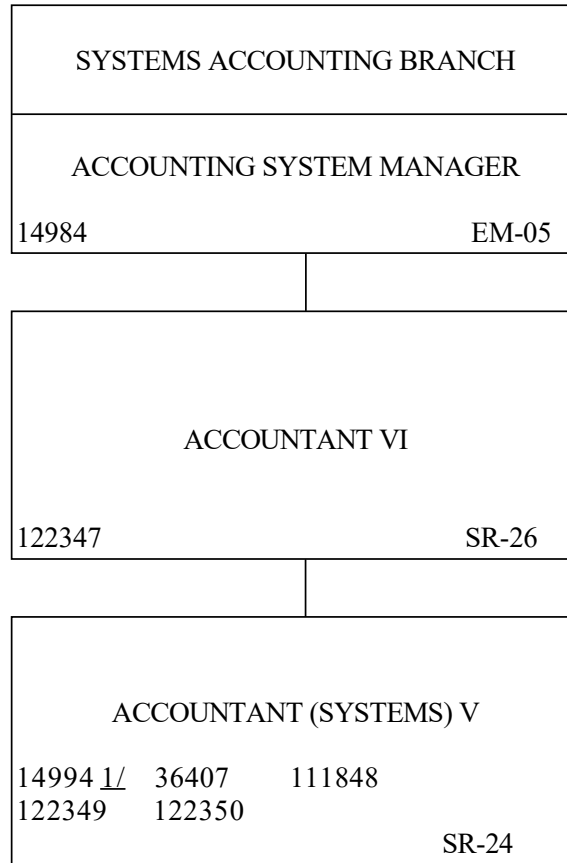 SYSTEMS ACCOUNTING BRANCH
ACCOUNTING SYSTEM MANAGER
14984 EM-05
ACCOUNTANT VI
122347 SR-26
ACCOUNTANT (SYSTEMS) V
14994 1/ 36407 111848
122349 122350
SR-24